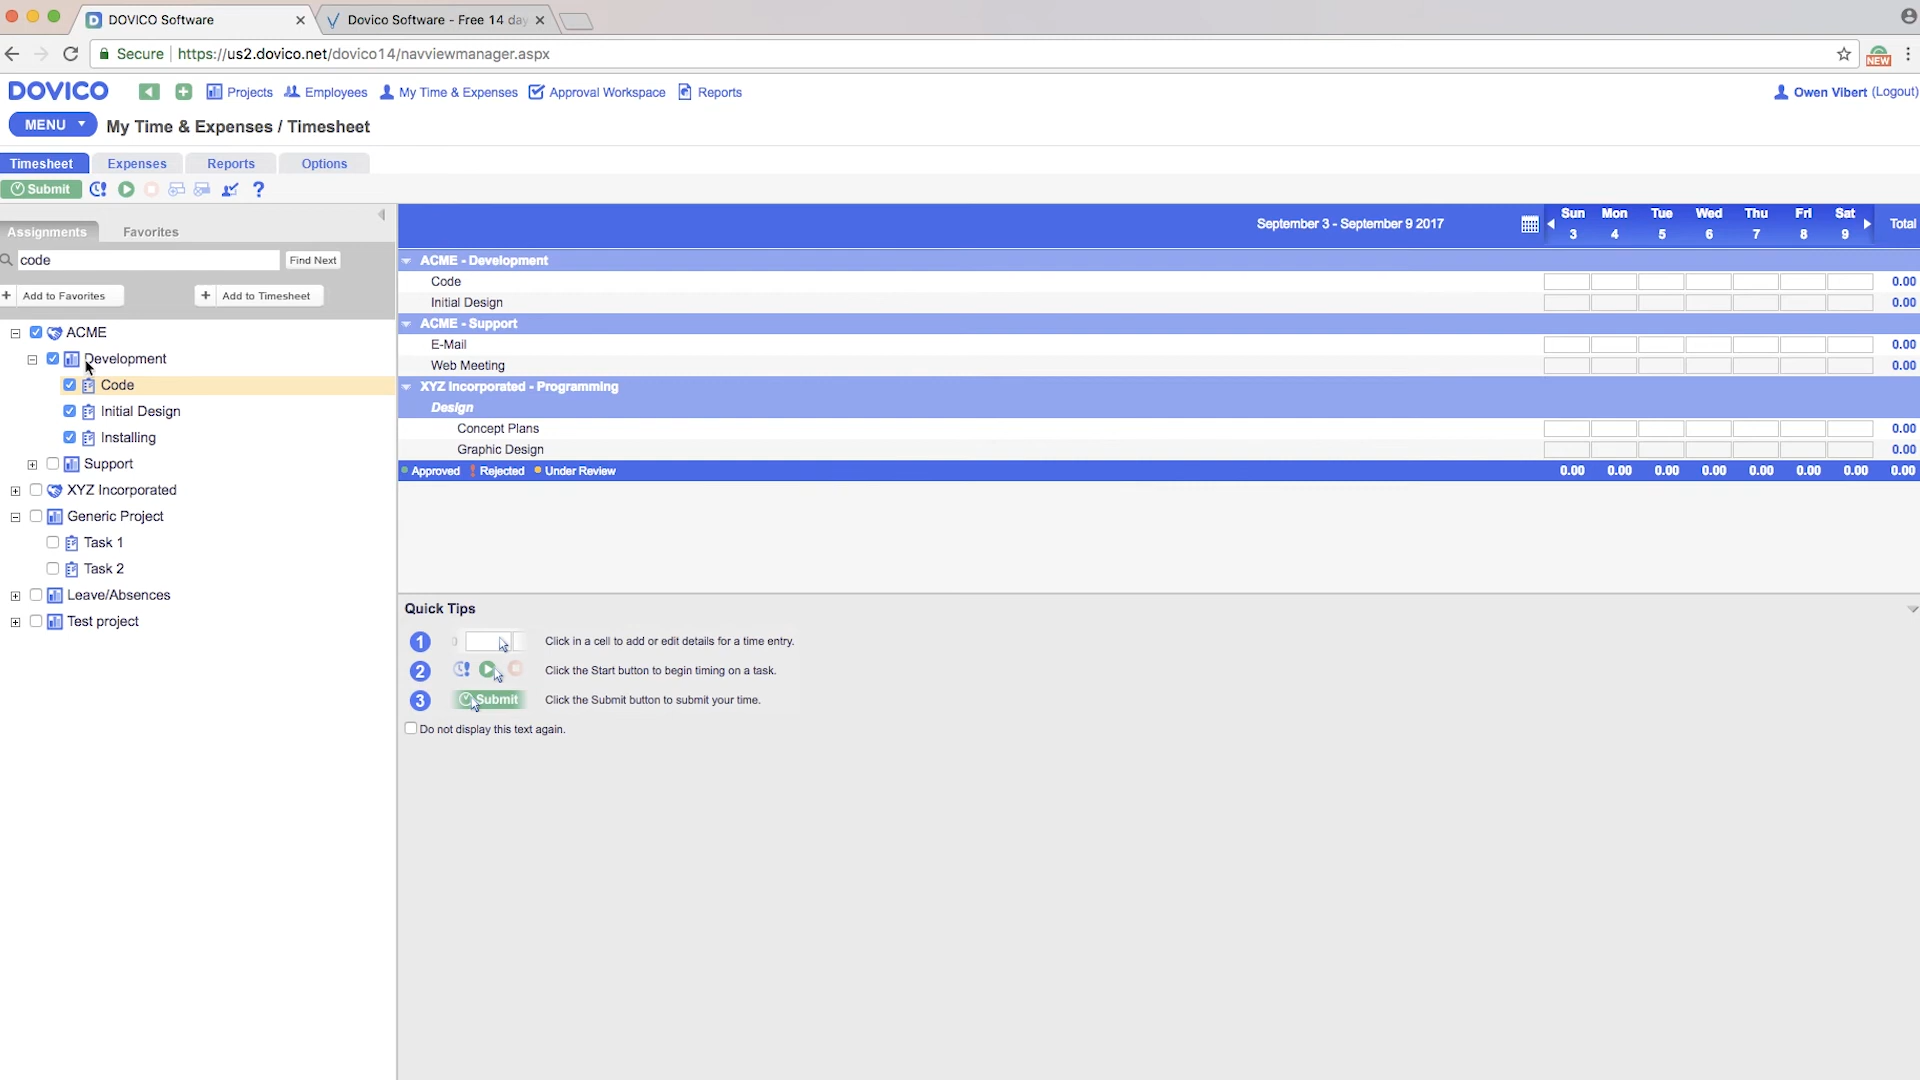 DOVICO Software
Dovico Software - Free 14 day
Secure https://us2.dovico.net/dovico14/navviewmanager.aspx
NEW
DOVICO Projects Employees My Time & Expenses Approval Workspace Reports Owen Vibert (Logout)
MENU My Time & Expenses / Timesheet
Timesheet Expenses Reports Options
Submit ?
Assignments Favorites
code Find Next
+ Add to Favorites + Add to Timesheet
ACME
Development
Code
Initial Design
Installing
Support
XYZ Incorporated
Generic Project
Task 1
Task 2
Leave/Absences
Test project
September 3 - September 9 2017 Sun Mon Tue Wed Thu Fri Sat Total
3 4 5 6 7 8 9
ACME - Development
Code 0.00
Initial Design 0.00
ACME - Support
E-Mail 0.00
Web Meeting 0.00
XYZ Incorporated - Programming
Design
Concept Plans 0.00
Graphic Design 0.00
Approved Rejected Under Review 0.00 0.00 0.00 0.00 0.00 0.00 0.00 0.00
Quick Tips
1 Click in a cell to add or edit details for a time entry.
2 Click the Start button to begin timing on a task.
3 Submit Click the Submit button to submit your time.
Do not display this text again.